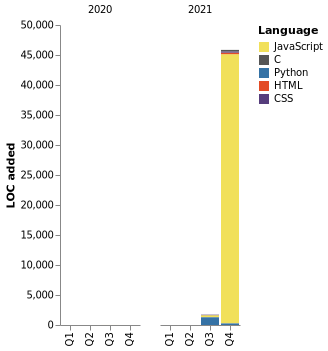 2020 2021
Language
JavaScript
C
Python
HTML
CSS
LOC added
50,000
45,000
40,000
35,000
30,000
25,000
20,000
15,000
10,000
5,000
0
Q1 Q2 Q3 Q4 Q1 Q2 Q3 Q4